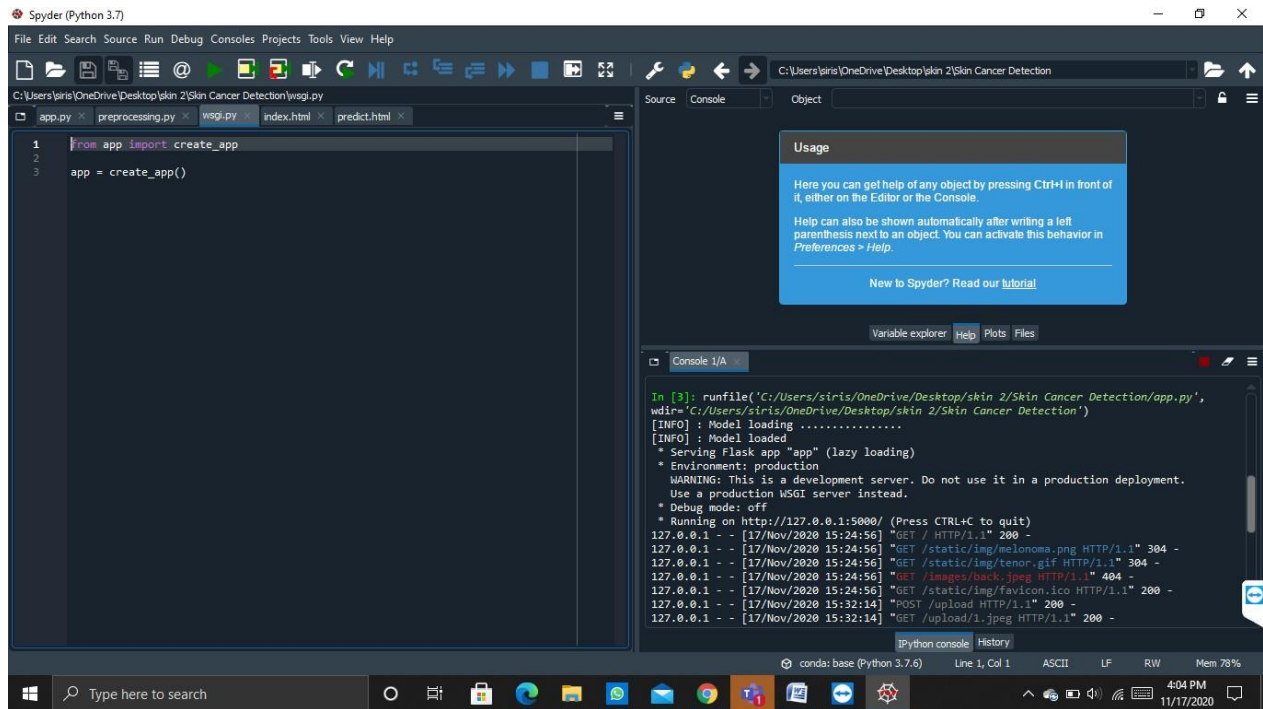 Spyder (Python 3.7)
File Edit Search Source Run Debug Consoles Projects Tools View Help
C:\Users\siris\OneDrive\Desktop\skin 2\Skin Cancer Detection
C:\Users\siris\OneDrive\Desktop\skin 2\Skin Cancer Detection\wsgi.py
app.py preprocessing.py wsgi.py index.html predict.html
1 from app import create_app
2
3 app = create_app()
Source Console Object
Usage
Here you can get help of any object by pressing Ctrl+I in front of
it, either on the Editor or the Console.
Help can also be shown automatically after writing a left
parenthesis next to an object. You can activate this behavior in
Preferences > Help.
New to Spyder? Read our tutorial
Variable explorer Help Plots Files
Console 1/A
In [3]: runfile('C:/Users/siris/OneDrive/Desktop/skin 2/Skin Cancer Detection/app.py',
wdir='C:/Users/siris/OneDrive/Desktop/skin 2/Skin Cancer Detection')
[INFO] : Model loading ................
[INFO] : Model loaded
* Serving Flask app "app" (lazy loading)
* Environment: production
WARNING: This is a development server. Do not use it in a production deployment.
Use a production WSGI server instead.
* Debug mode: off
* Running on http://127.0.0.1:5000/ (Press CTRL+C to quit)
127.0.0.1 - - [17/Nov/2020 15:24:56] "GET / HTTP/1.1" 200 -
127.0.0.1 - - [17/Nov/2020 15:24:56] "GET /static/img/melonoma.png HTTP/1.1" 304 -
127.0.0.1 - - [17/Nov/2020 15:24:56] "GET /static/img/tenor.gif HTTP/1.1" 304 -
127.0.0.1 - - [17/Nov/2020 15:24:56] "GET /images/back.jpeg HTTP/1.1" 404 -
127.0.0.1 - - [17/Nov/2020 15:24:56] "GET /static/img/favicon.ico HTTP/1.1" 200 -
127.0.0.1 - - [17/Nov/2020 15:32:14] "POST /upload HTTP/1.1" 200 -
127.0.0.1 - - [17/Nov/2020 15:32:14] "GET /upload/1.jpeg HTTP/1.1" 200 -
IPython console History
conda: base (Python 3.7.6) Line 1, Col 1 ASCII LF RW Mem 78%
Type here to search
4:04 PM
11/17/2020